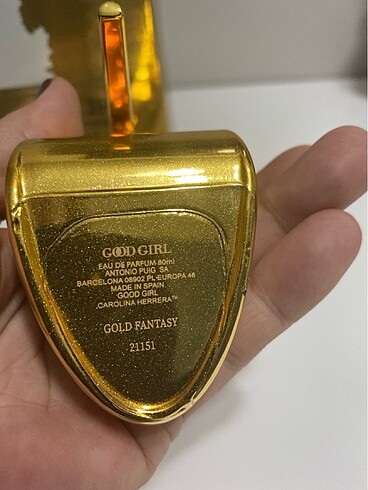 GOOD GIRL
EAU DE PARFUM 80ml
ANTONIO PUIG SA
BARCELONA 08902 PL·EUROPA 46
MADE IN SPAIN
GOOD GIRL
.CAROLINA HERRERA™
GOLD FANTASY
21151